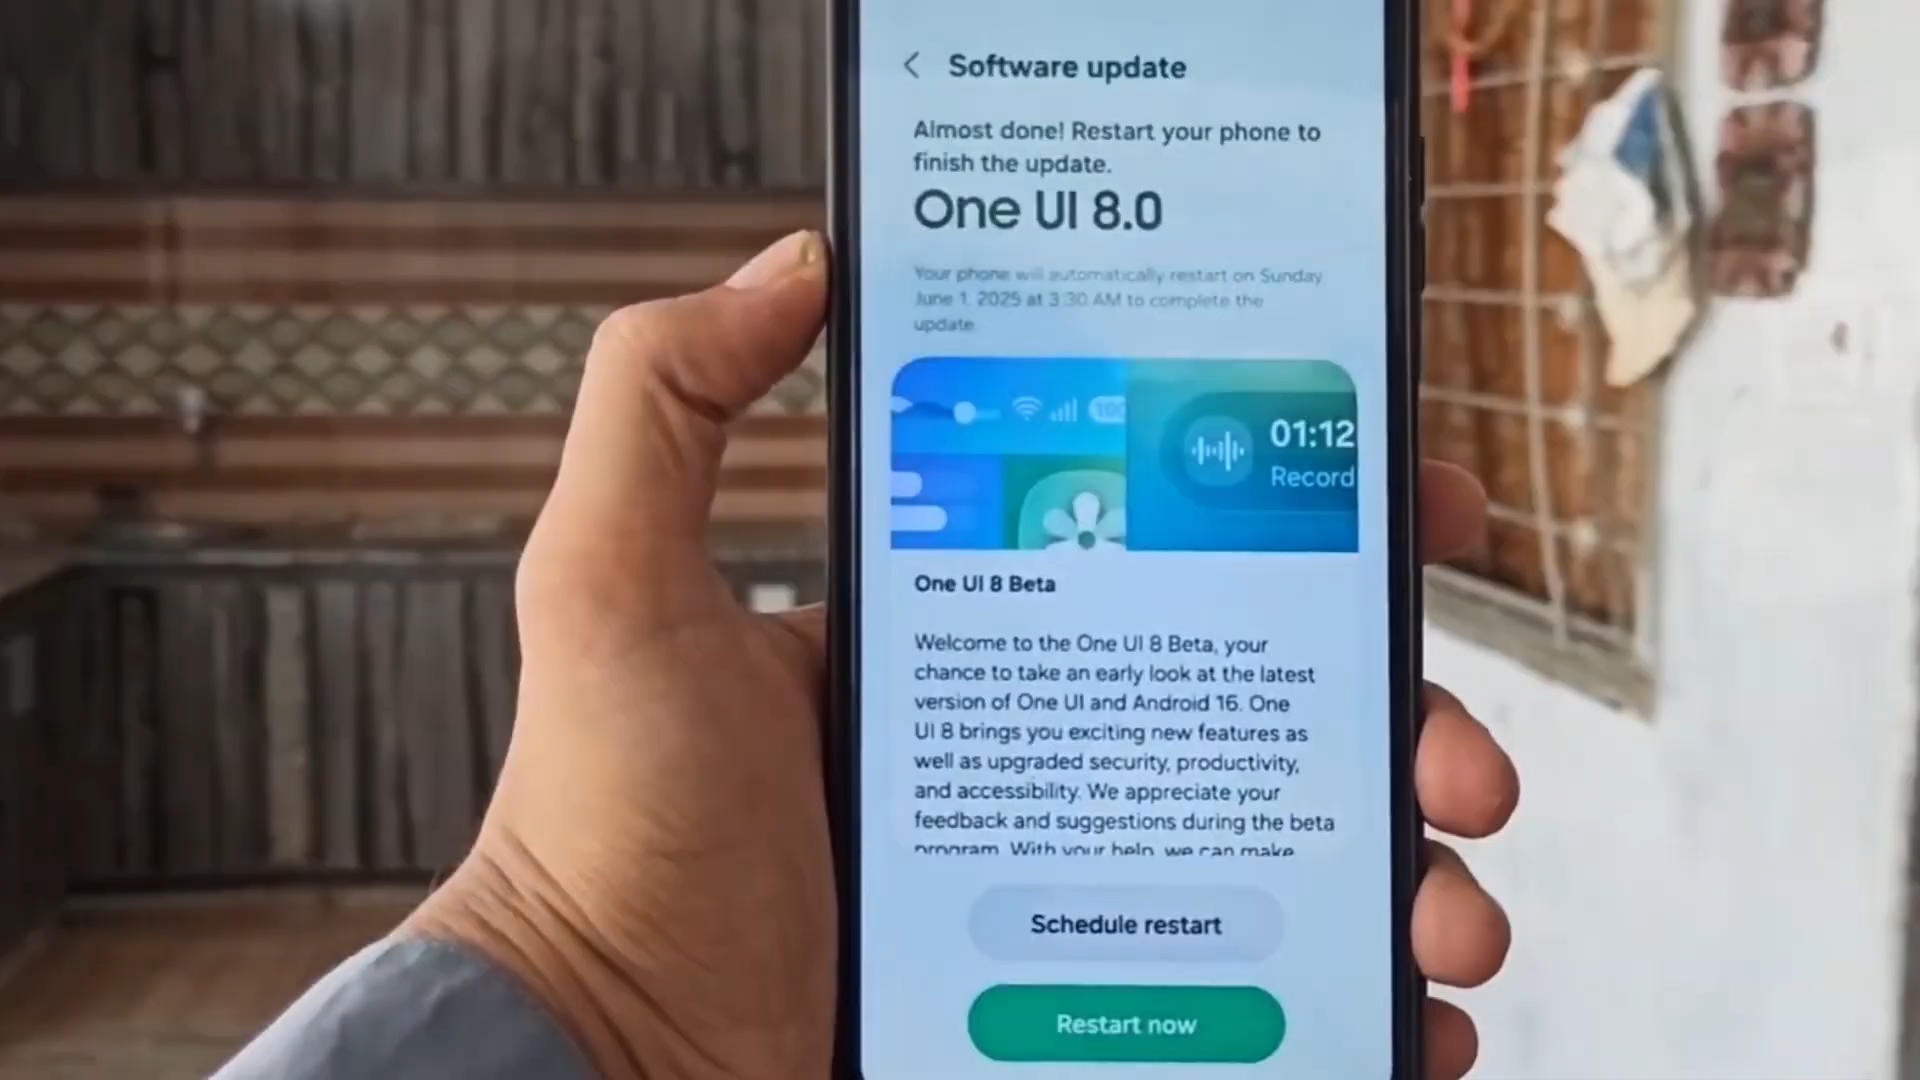 Software update
Almost done! Restart your phone to
finish the update.
One UI 8.0
Your phone will automatically restart on Sunday
June 1, 2025 at 3:30 AM to complete the
update
100
01:12
Record
One UI 8 Beta
Welcome to the One UI 8 Beta, your
chance to take an early look at the latest
version of One UI and Android 16. One
UI 8 brings you exciting new features as
well as upgraded security, productivity,
and accessibility. We appreciate your
feedback and suggestions during the beta
program. With your help, we can make
Schedule restart
Restart now